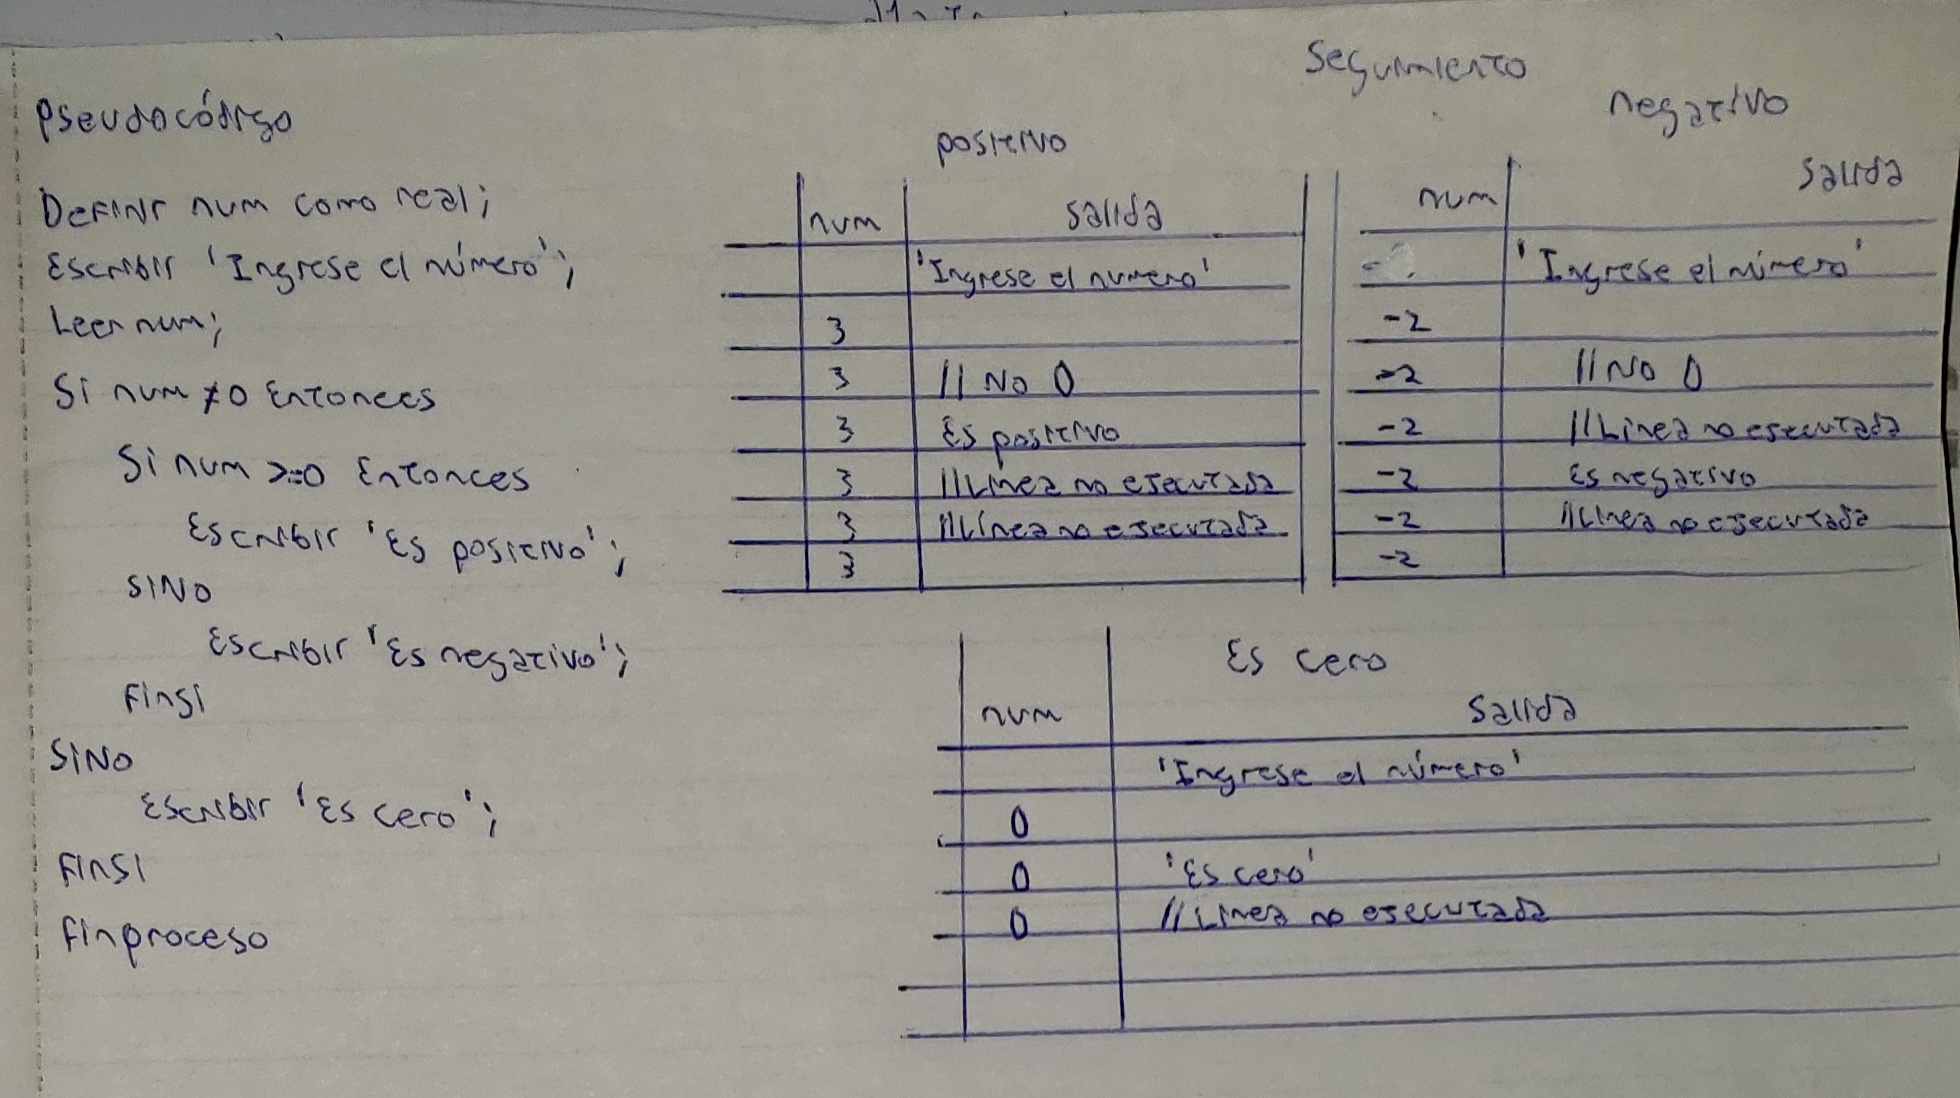 Pseudocódigo
Definir num como real;
Escribir 'Ingrese el número';
Leer num;
Si num ≠0 Entonces
Si num >=0 Entonces
Escribir 'Es positivo';
SiNo
Escribir 'Es negativo';
FinSi
SiNo
Escribir 'Es cero';
FinSi
Finproceso
Seguimiento
positivo
num salida
'Ingrese el numero'
3
3 //No 0
3 Es positivo
3 //Linea no ejecutada
3 //Línea no ejecutada
3
negativo
num salida
'Ingrese el número'
-2
-2 //No 0
-2 //Linea no ejecutada
-2 Es negativo
-2 //Linea no ejecutada
-2
Es cero
num salida
'Ingrese el número'
0
0 'Es cero'
0 //Linea no ejecutada